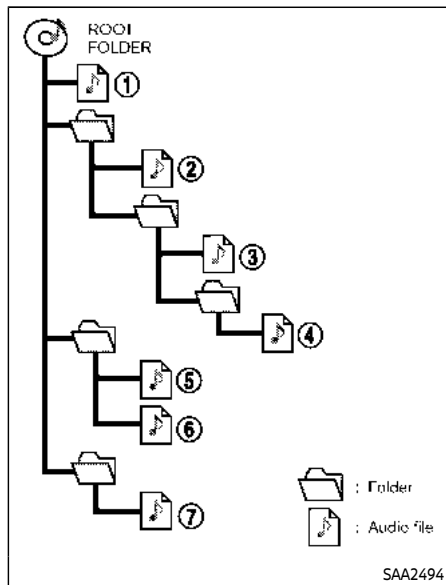 ROOT
FOLDER
①
②
③
④
⑤
⑥
⑦
: Folder
: Audio file
SAA2494